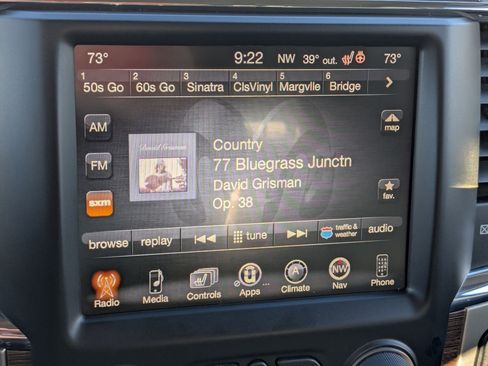 73° 9:22 NW 39° out. 73°
1 2 3 4 5 6
50s Go 60s Go Sinatra ClsVinyl Margvlle Bridge
AM
map
Country
David Grisman
FM
77 Bluegrass Junctn
David Grisman
fav.
sxm
Op. 38
browse replay tune traffic & weather audio
A NW
Radio Media Controls Apps ... Climate Nav Phone